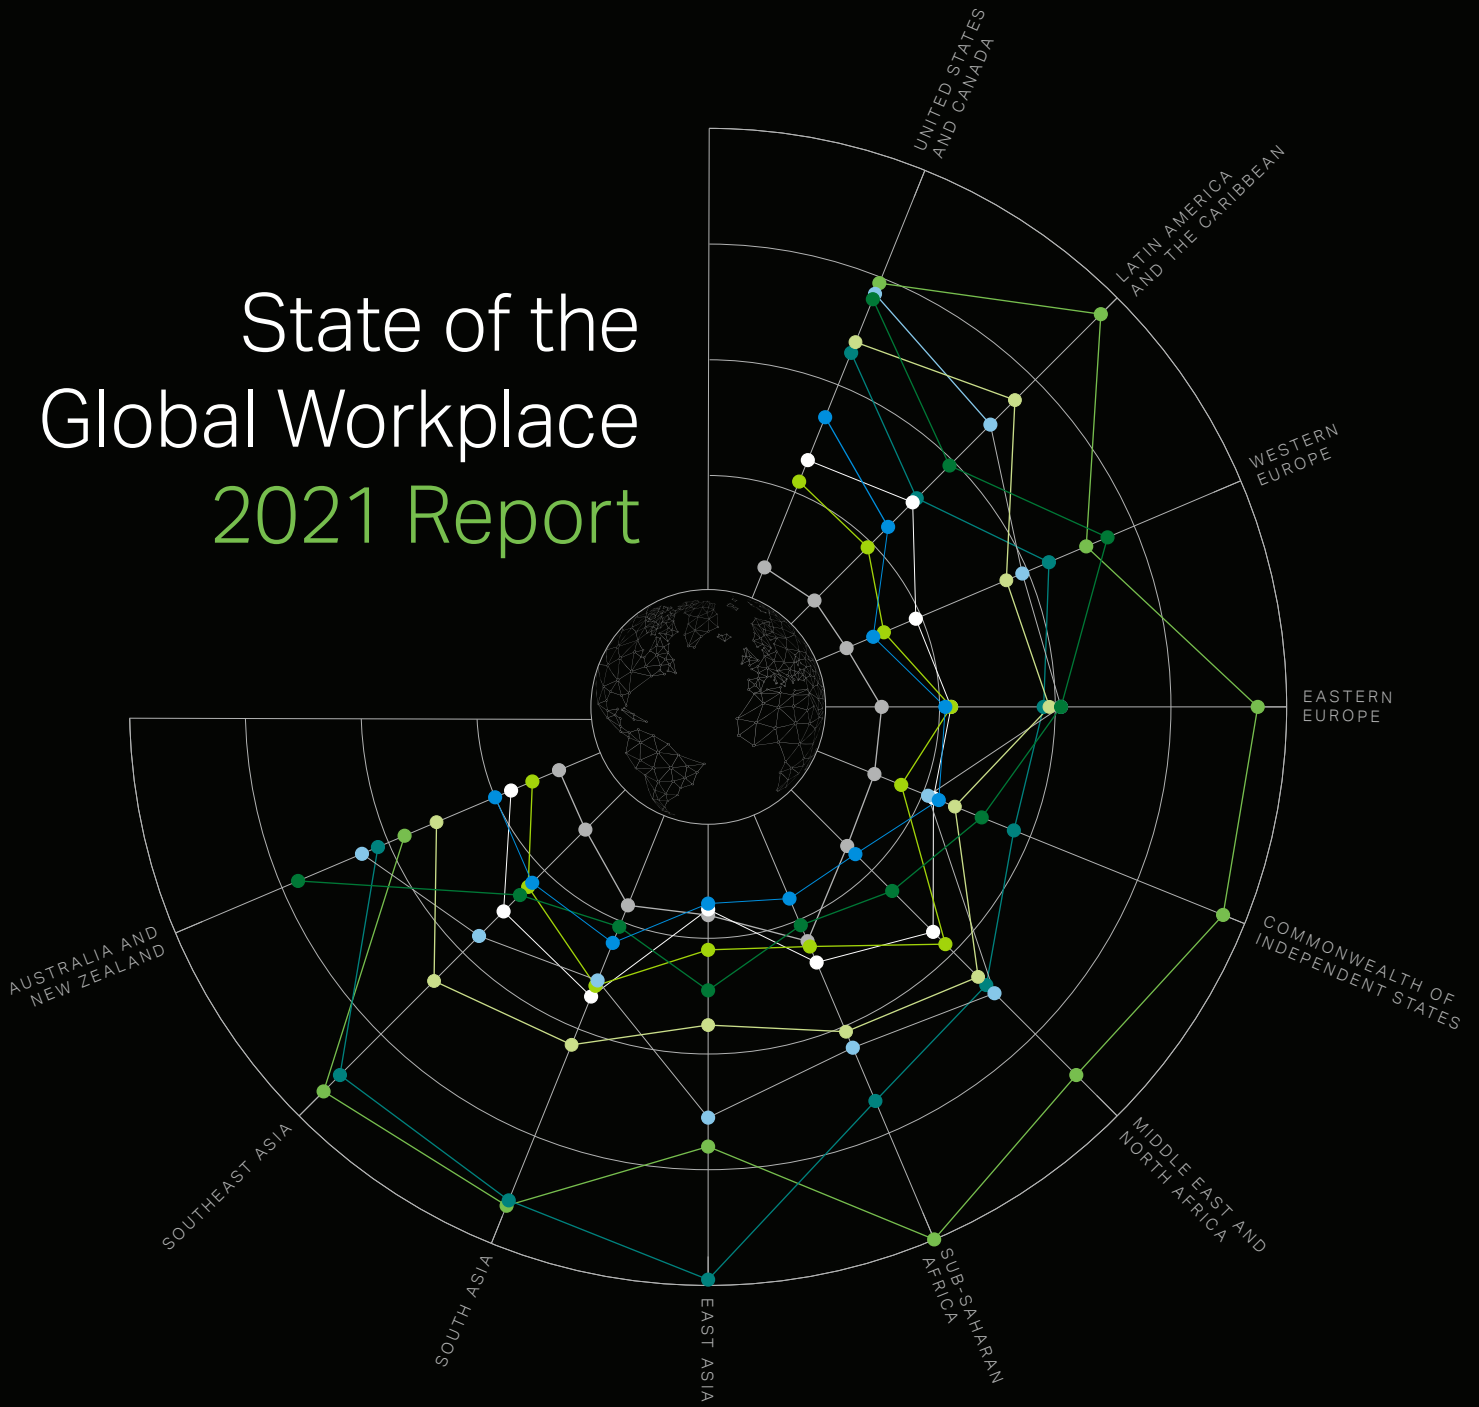 State of the
Global Workplace
2021 Report
UNITED STATES
AND CANADA
LATIN AMERICA
AND THE CARIBBEAN
WESTERN
EUROPE
EASTERN
EUROPE
COMMONWEALTH OF
INDEPENDENT STATES
MIDDLE EAST AND
NORTH AFRICA
SUB-SAHARAN
AFRICA
EAST ASIA
SOUTH ASIA
SOUTHEAST ASIA
AUSTRALIA AND
NEW ZEALAND